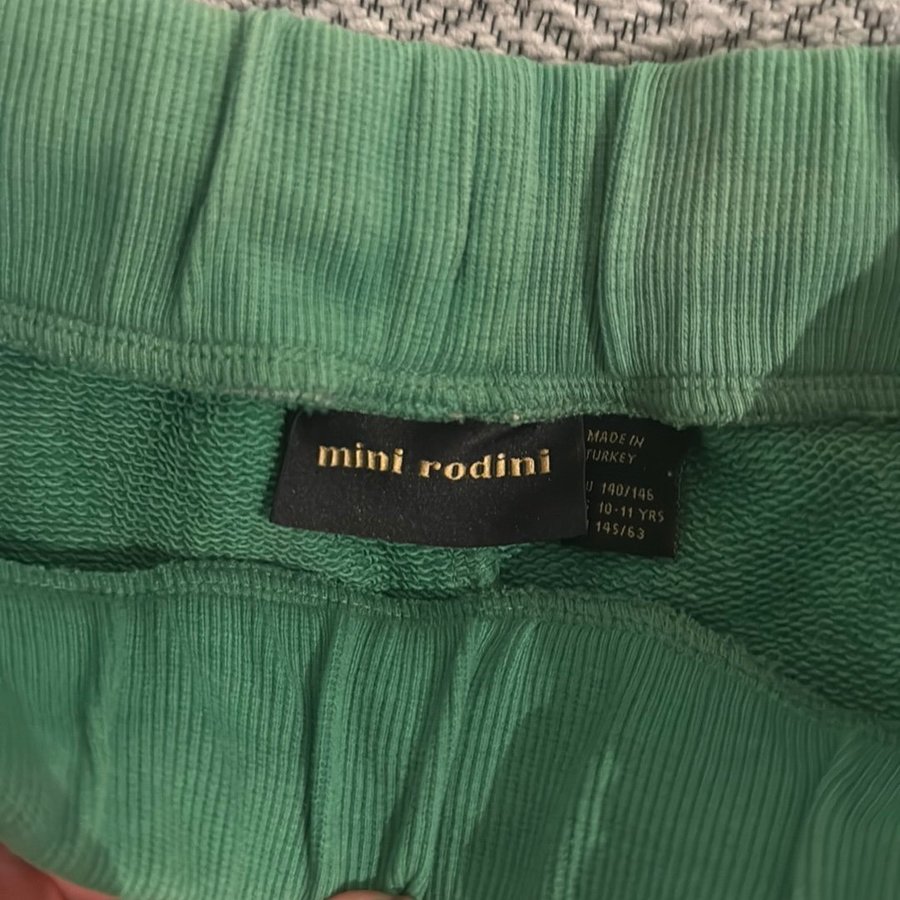 mini rodini
MADE IN
TURKEY
U 140/146
10-11 YRS
145/63